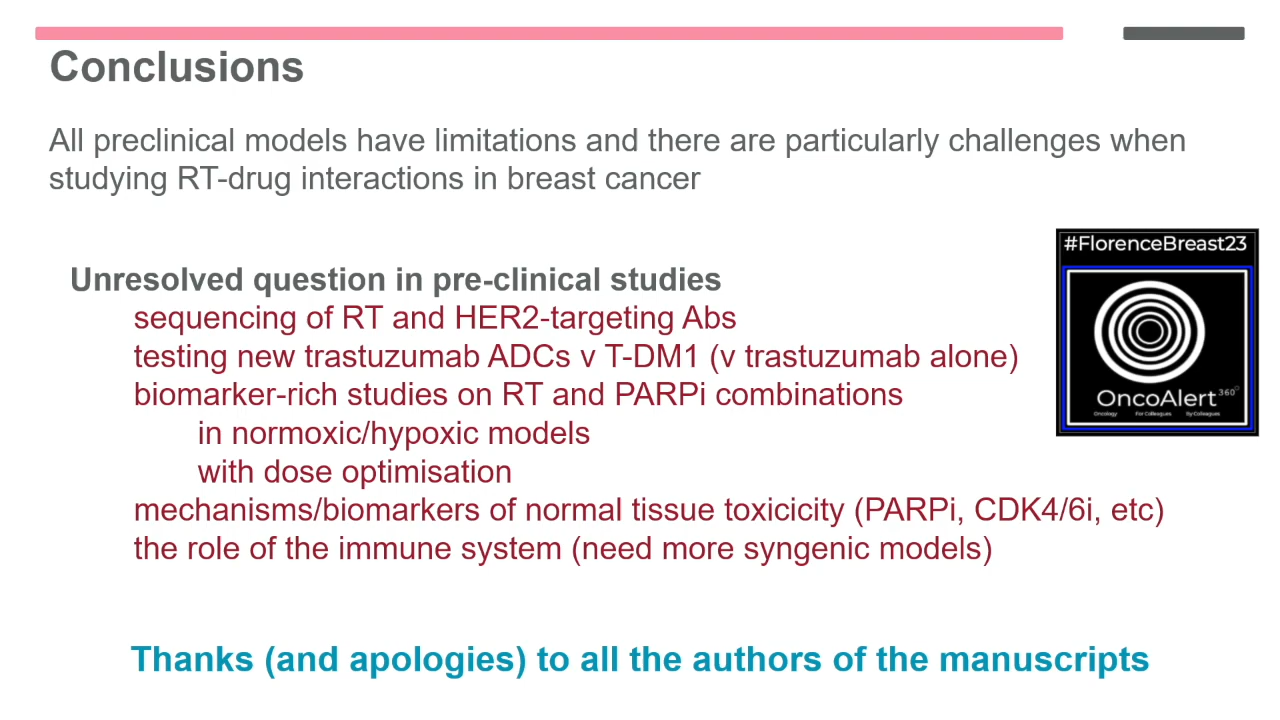 Conclusions
All preclinical models have limitations and there are particularly challenges when
studying RT-drug interactions in breast cancer
#FlorenceBreast23
Unresolved question in pre-clinical studies
sequencing of RT and HER2-targeting Abs
testing new trastuzumab ADCs v T-DM1 (v trastuzumab alone)
biomarker-rich studies on RT and PARPi combinations
OncoAlert 360°
Oncology For Colleagues by Colleagues
in normoxic/hypoxic models
with dose optimisation
mechanisms/biomarkers of normal tissue toxicicity (PARPi, CDK4/6i, etc)
the role of the immune system (need more syngenic models)
Thanks (and apologies) to all the authors of the manuscripts